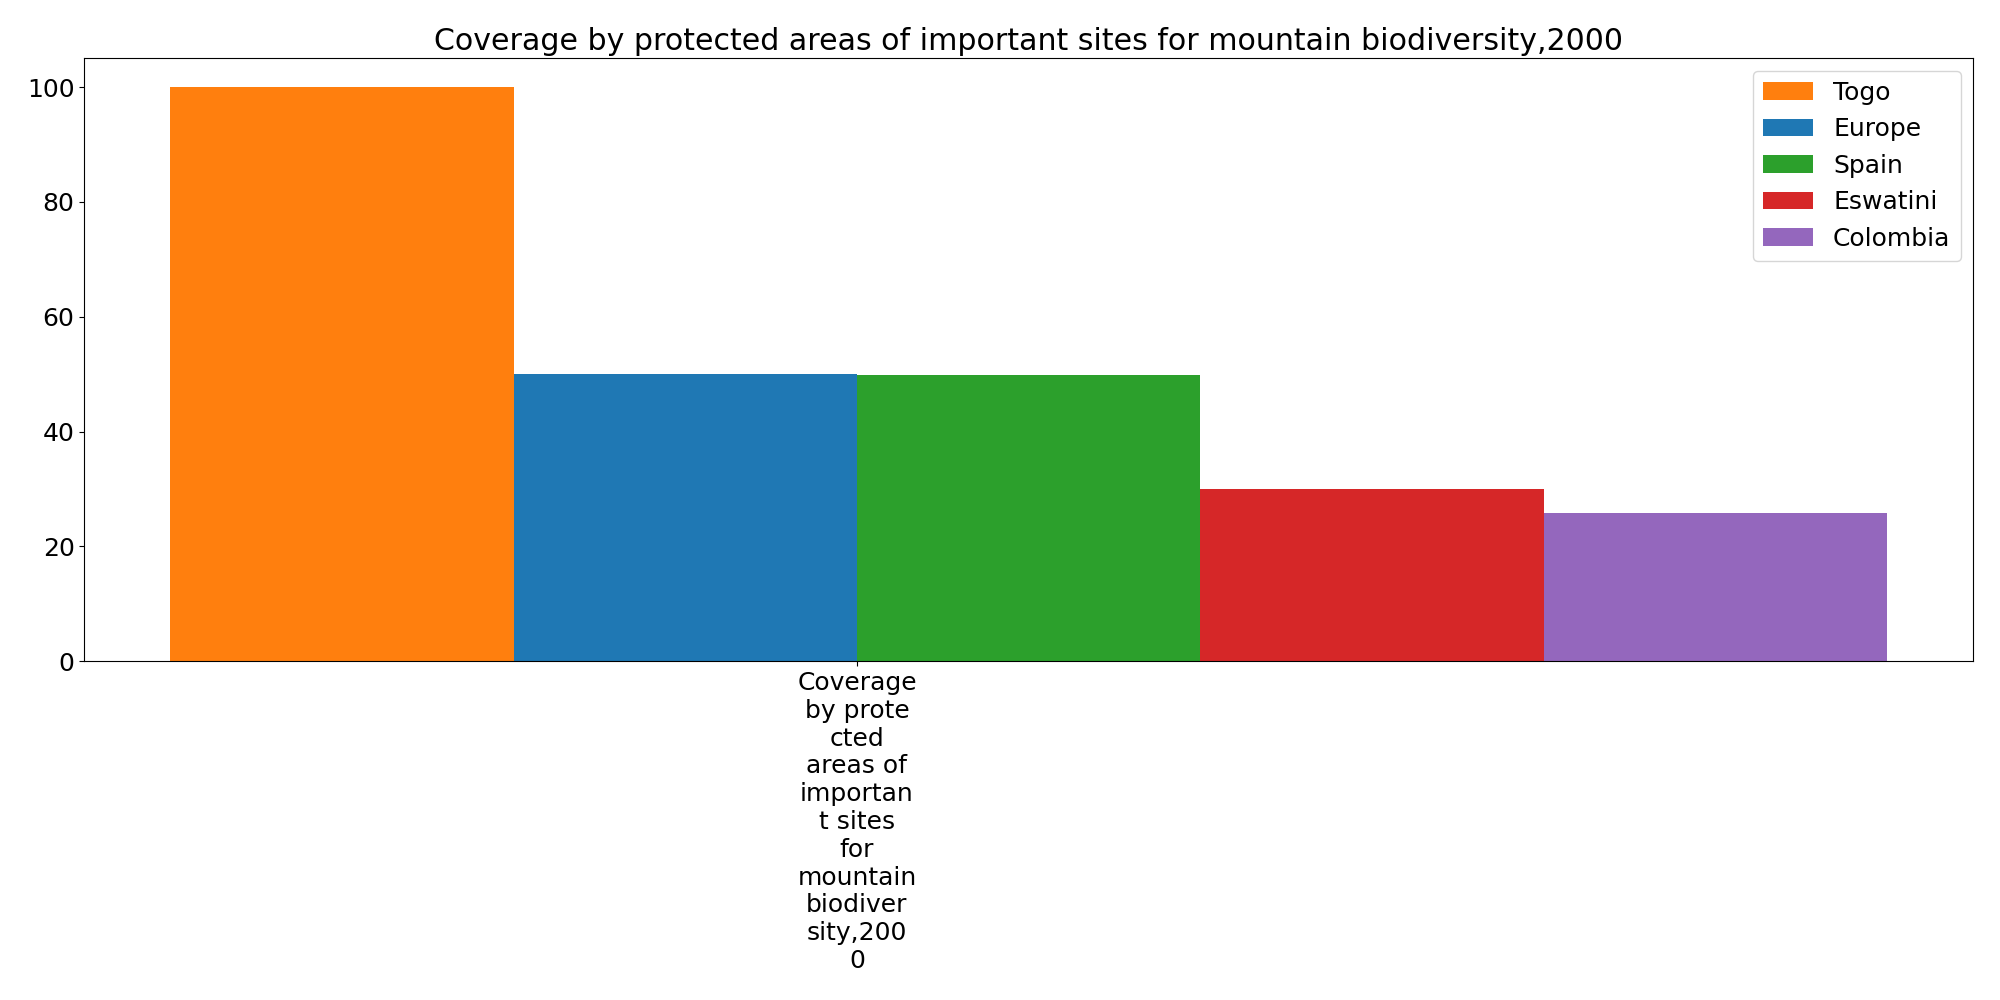 Coverage by protected areas of important sites for mountain biodiversity,2000
100
80
60
40
20
0
Togo
Europe
Spain
Eswatini
Colombia
Coverage
by prote
cted
areas of
importan
t sites
for
mountain
biodiver
sity,200
0